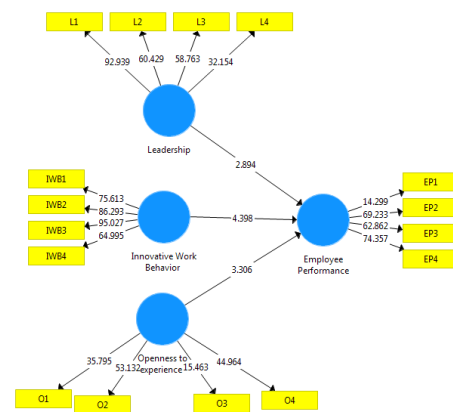 L1 L2 L3 L4
92.939 60.429 58.763 32.154
Leadership
2.894
IWB1
IWB2
IWB3
IWB4
75.613
86.293
95.027
64.995
Innovative Work
Behavior
4.398
EP1
EP2
EP3
EP4
14.299
69.233
62.862
74.357
Employee
Performance
3.306
Openness to
experience
35.795 53.132 15.463 44.964
O1 O2 O3 O4